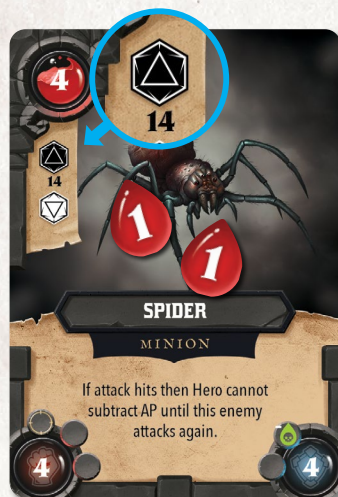 4
14
14
1
1
SPIDER
MINION
If attack hits then Hero cannot
subtract AP until this enemy
attacks again.
4
4